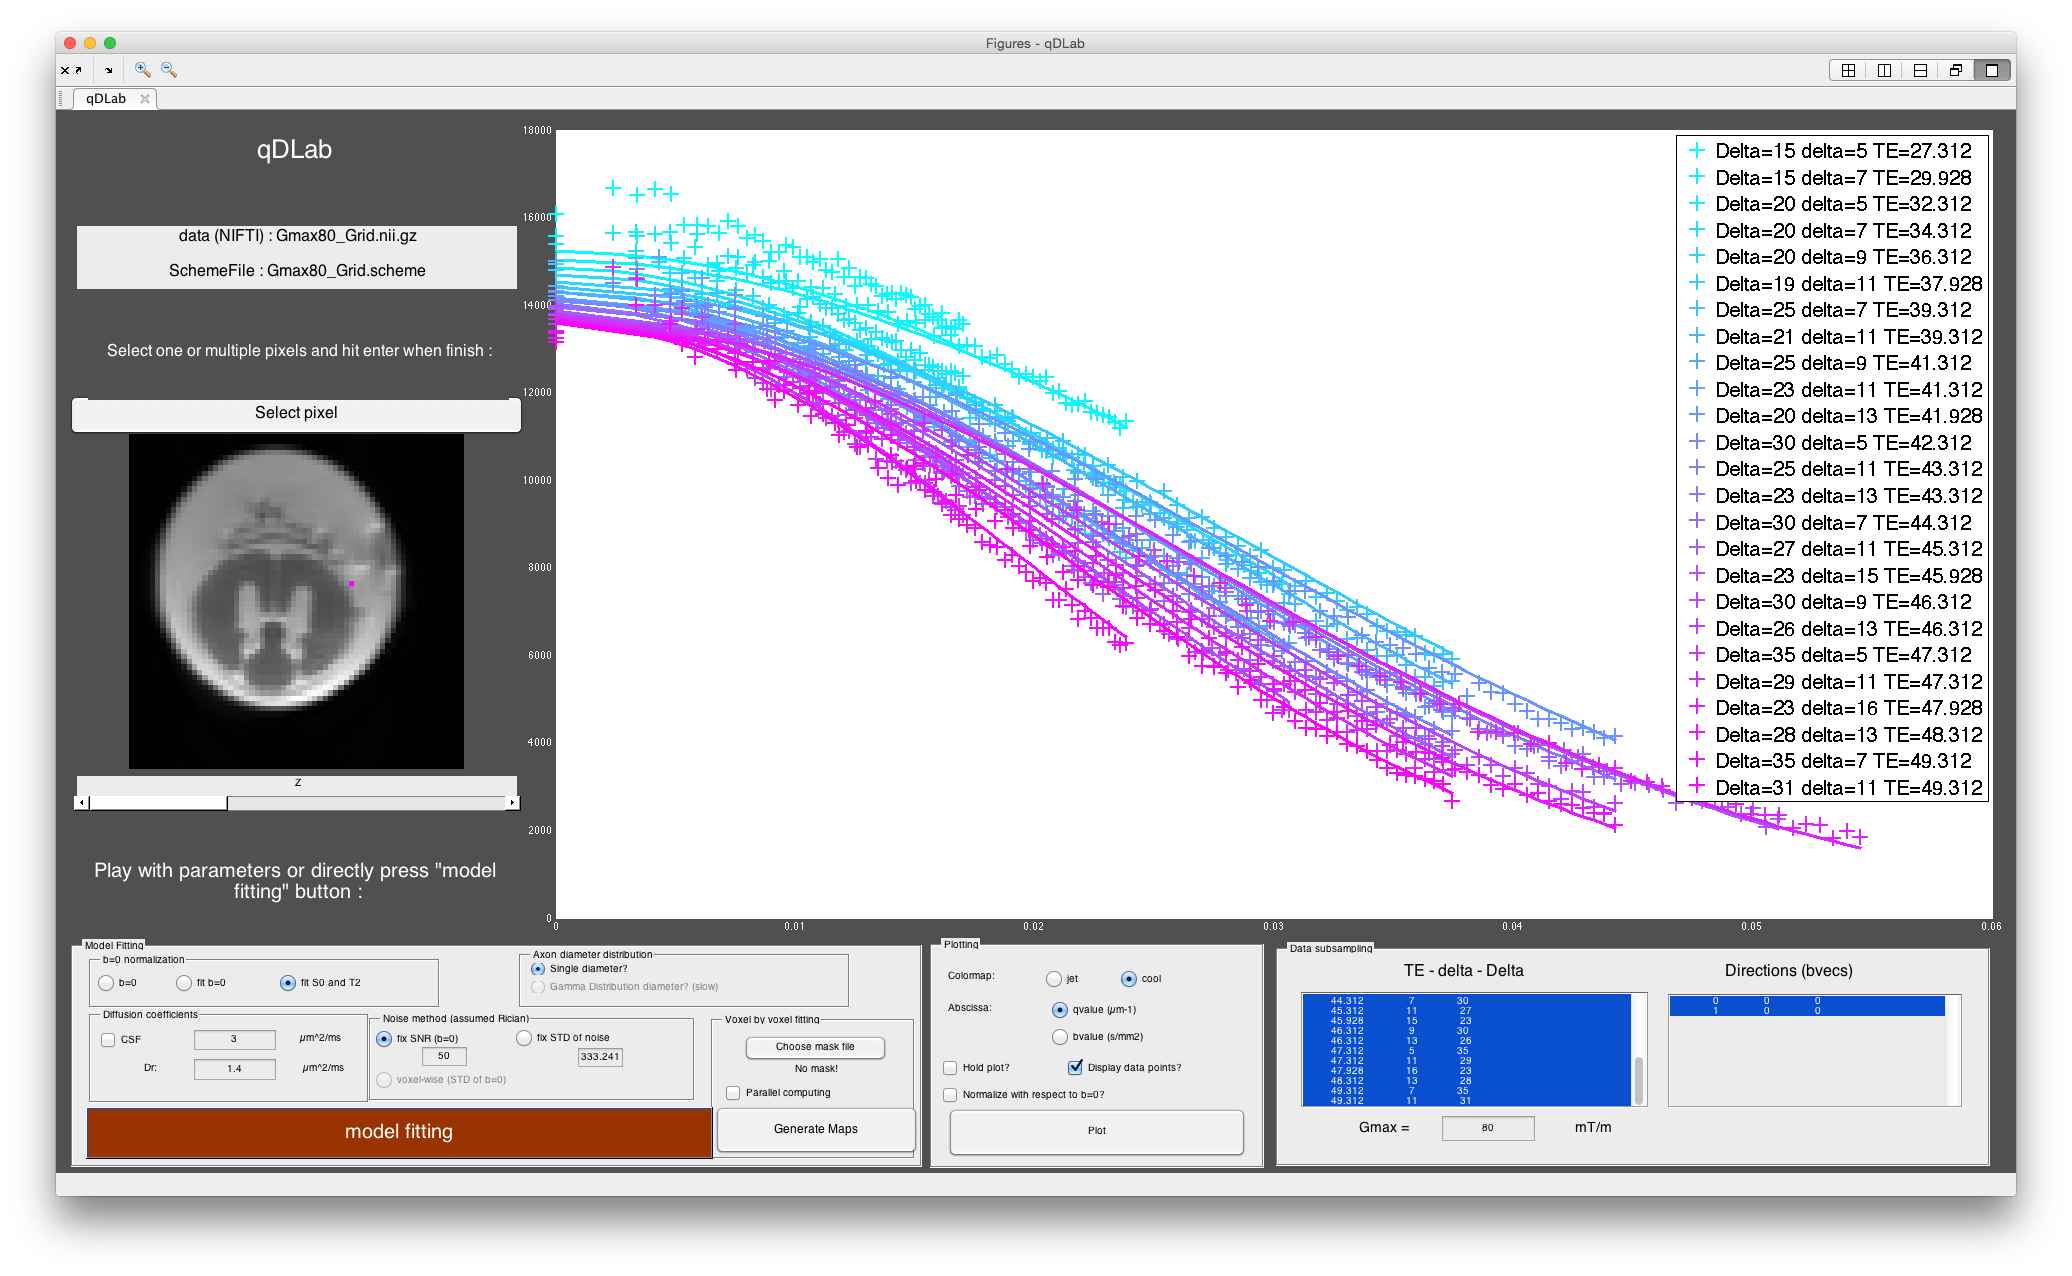 Figures - qDLab
qDLab
qDLab
data (NIFTI) : Gmax80_Grid.nii.gz
SchemeFile : Gmax80_Grid.scheme
Select one or multiple pixels and hit enter when finish :
Select pixel
z
Play with parameters or directly press "model
fitting" button :
18000
16000
14000
12000
10000
8000
6000
4000
2000
0
0
0.01
0.02
0.03
0.04
0.05
0.06
Delta=15 delta=5 TE=27.312
Delta=15 delta=7 TE=29.928
Delta=20 delta=5 TE=32.312
Delta=20 delta=7 TE=34.312
Delta=20 delta=9 TE=36.312
Delta=19 delta=11 TE=37.928
Delta=25 delta=7 TE=39.312
Delta=21 delta=11 TE=39.312
Delta=25 delta=9 TE=41.312
Delta=23 delta=11 TE=41.312
Delta=20 delta=13 TE=41.928
Delta=30 delta=5 TE=42.312
Delta=25 delta=11 TE=43.312
Delta=23 delta=13 TE=43.312
Delta=30 delta=7 TE=44.312
Delta=27 delta=11 TE=45.312
Delta=23 delta=15 TE=45.928
Delta=30 delta=9 TE=46.312
Delta=26 delta=13 TE=46.312
Delta=35 delta=5 TE=47.312
Delta=29 delta=11 TE=47.312
Delta=23 delta=16 TE=47.928
Delta=28 delta=13 TE=48.312
Delta=35 delta=7 TE=49.312
Delta=31 delta=11 TE=49.312
Model Fitting
b=0 normalization
b=0
fit b=0
fit S0 and T2
Axon diameter distribution
Single diameter?
Gamma Distribution diameter? (slow)
Diffusion coefficients
CSF
3
µm^2/ms
Dr:
1.4
µm^2/ms
Noise method (assumed Rician)
fix SNR (b=0)
fix STD of noise
50
333.241
voxel-wise (STD of b=0)
Voxel by voxel fitting
Choose mask file
No mask!
Parallel computing
Generate Maps
model fitting
Plotting
Colormap:
jet
cool
Abscissa:
qvalue (µm-1)
bvalue (s/mm2)
Hold plot?
Display data points?
Normalize with respect to b=0?
Plot
Data subsampling
TE - delta - Delta
44.312 7 30
45.312 11 27
45.928 15 23
46.312 9 30
46.312 13 26
47.312 5 35
47.312 11 29
47.928 16 23
48.312 13 28
49.312 7 35
49.312 11 31
Directions (bvecs)
0 0 0
1 0 0
Gmax =
80
mT/m